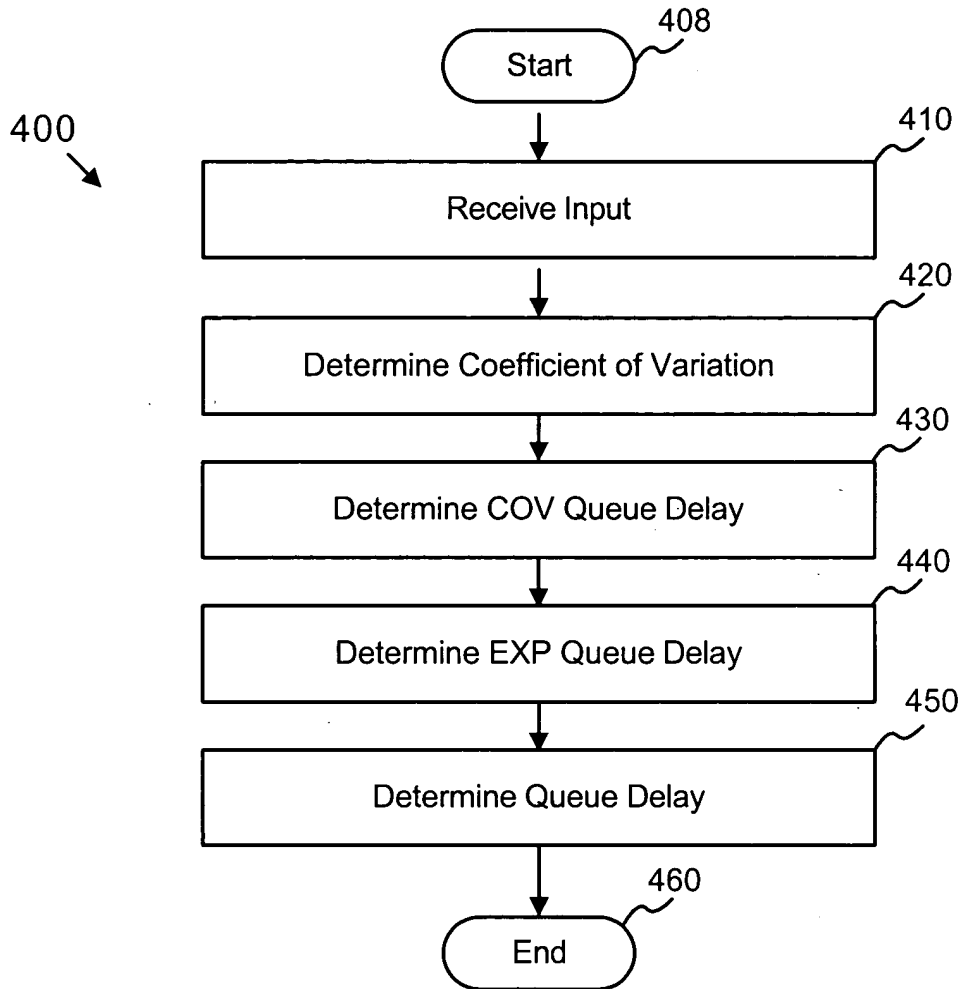 408
Start
400
410
Receive Input
420
Determine Coefficient of Variation
430
Determine COV Queue Delay
440
Determine EXP Queue Delay
450
Determine Queue Delay
460
End